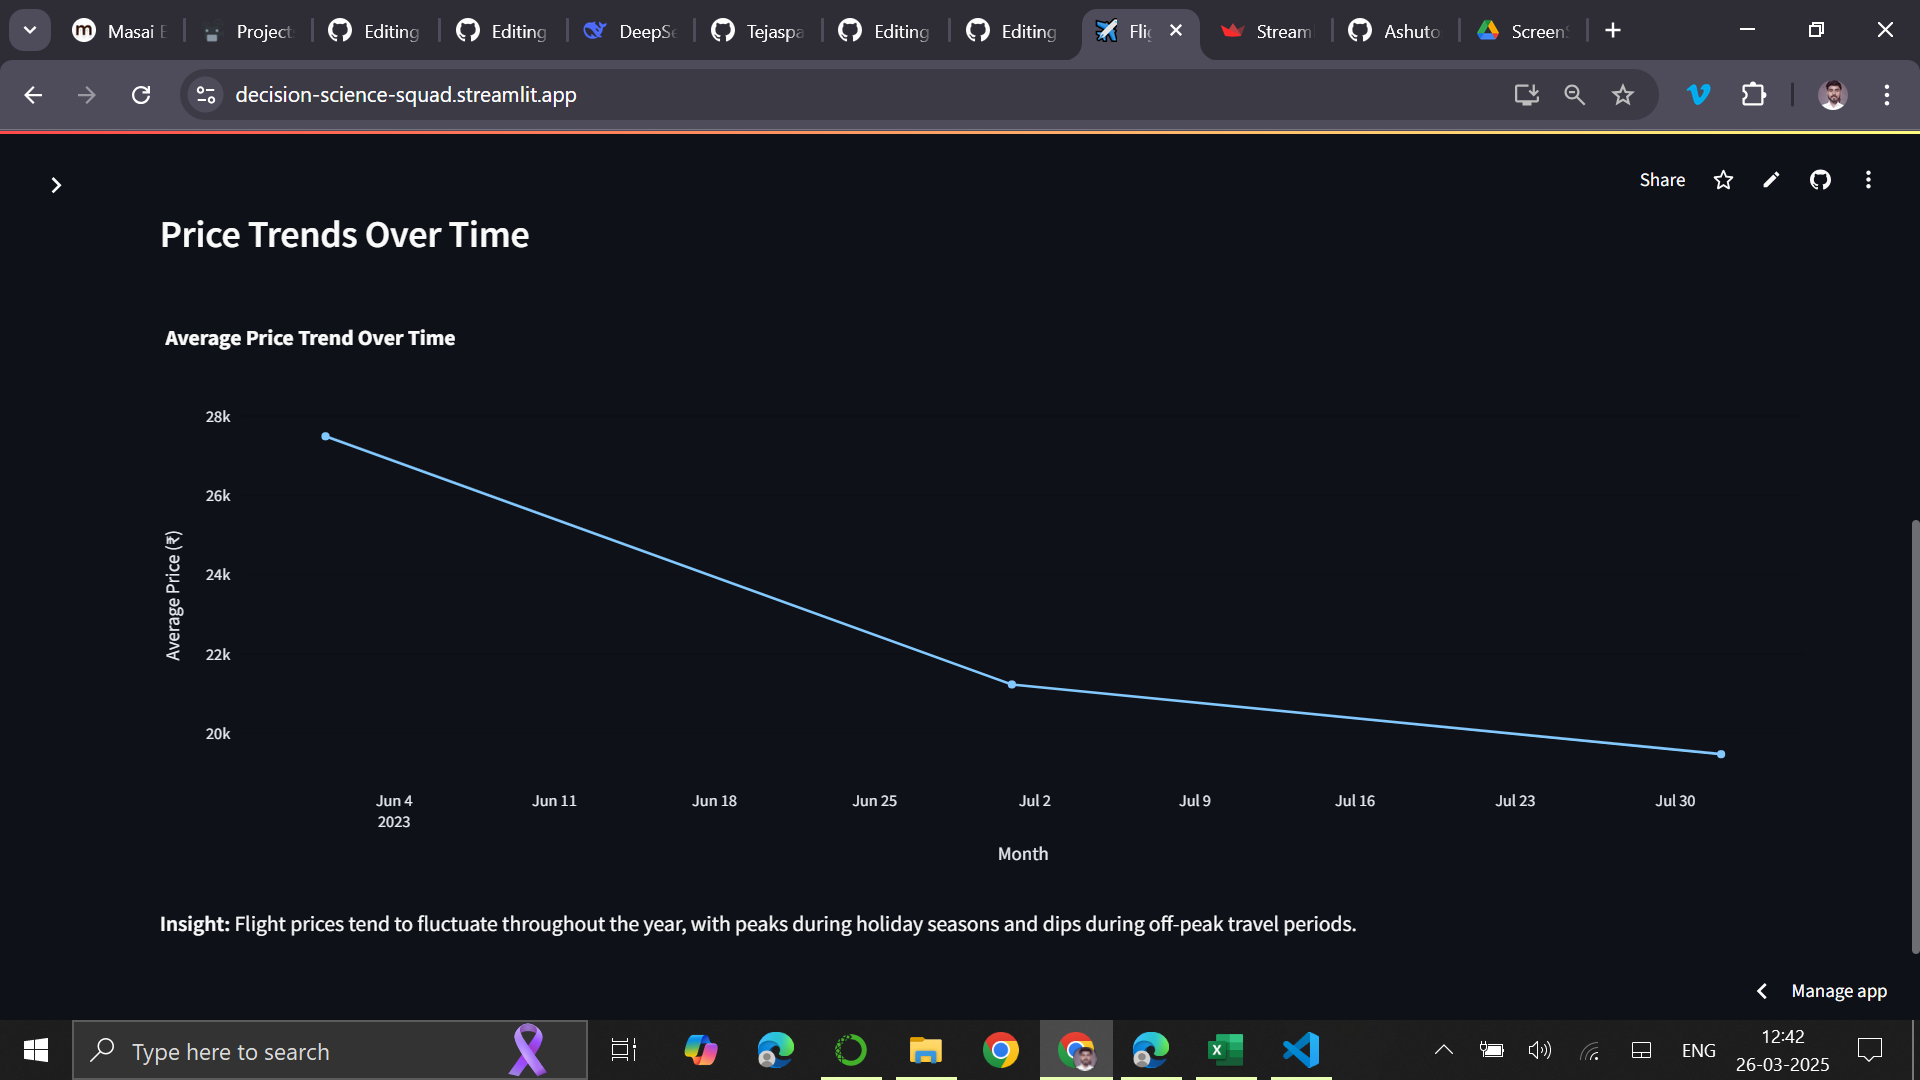 Masai
Project
Editing
Editing
DeepSe
Tejaspa
Editing
Editing
Fli
Stream
Ashuto
Screen
decision-science-squad.streamlit.app
Share
Price Trends Over Time
Average Price Trend Over Time
28k
26k
24k
22k
20k
Average Price (₹)
Jun 4
2023
Jun 11
Jun 18
Jun 25
Jul 2
Jul 9
Jul 16
Jul 23
Jul 30
Month
Insight: Flight prices tend to fluctuate throughout the year, with peaks during holiday seasons and dips during off-peak travel periods.
Manage app
Type here to search
ENG
12:42
26-03-2025